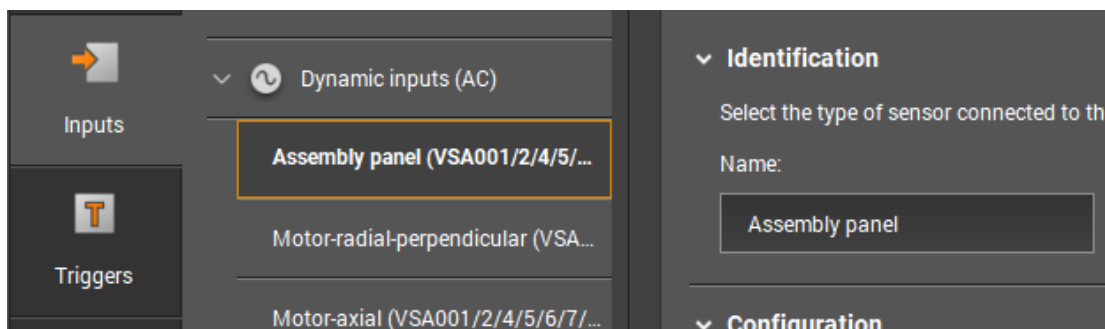 Inputs
T
Triggers
Dynamic inputs (AC)
Assembly panel (VSA001/2/4/5/...
Motor-radial-perpendicular (VSA...
Motor-axial (VSA001/2/4/5/6/7/...
Identification
Select the type of sensor connected to th
Name:
Assembly panel
Configuration